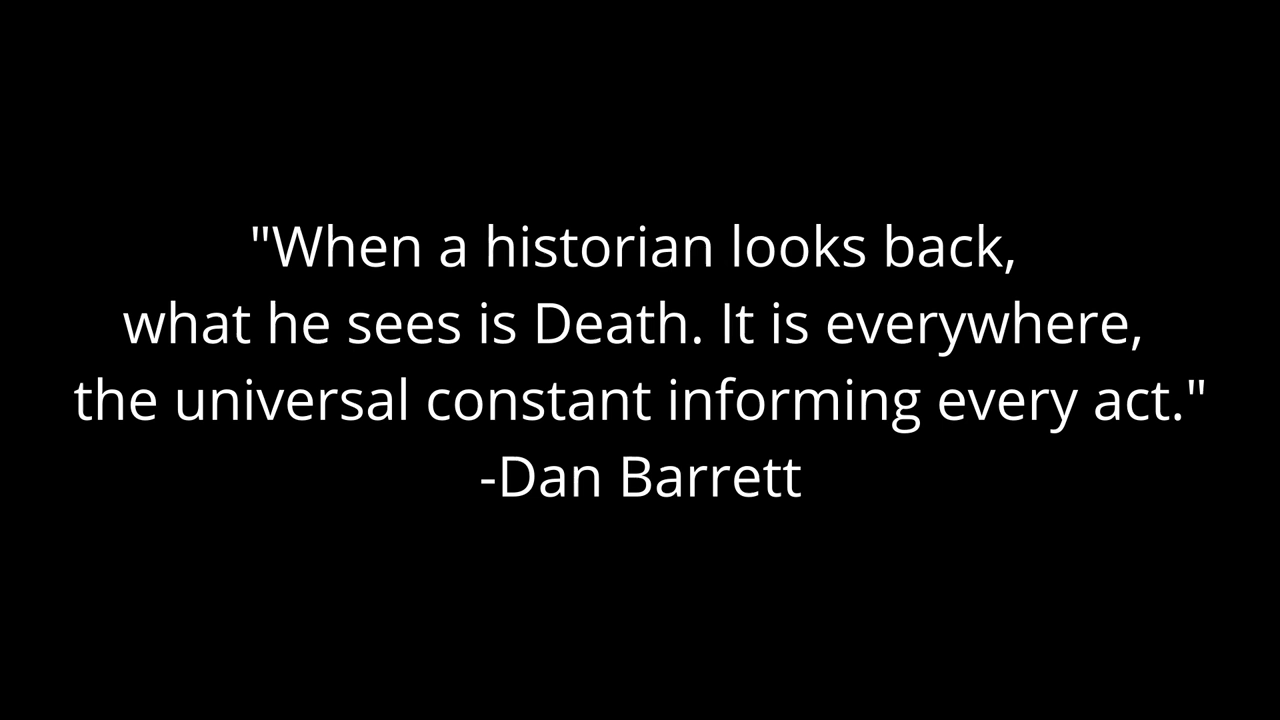 "When a historian looks back,
what he sees is Death. It is everywhere,
the universal constant informing every act."
-Dan Barrett